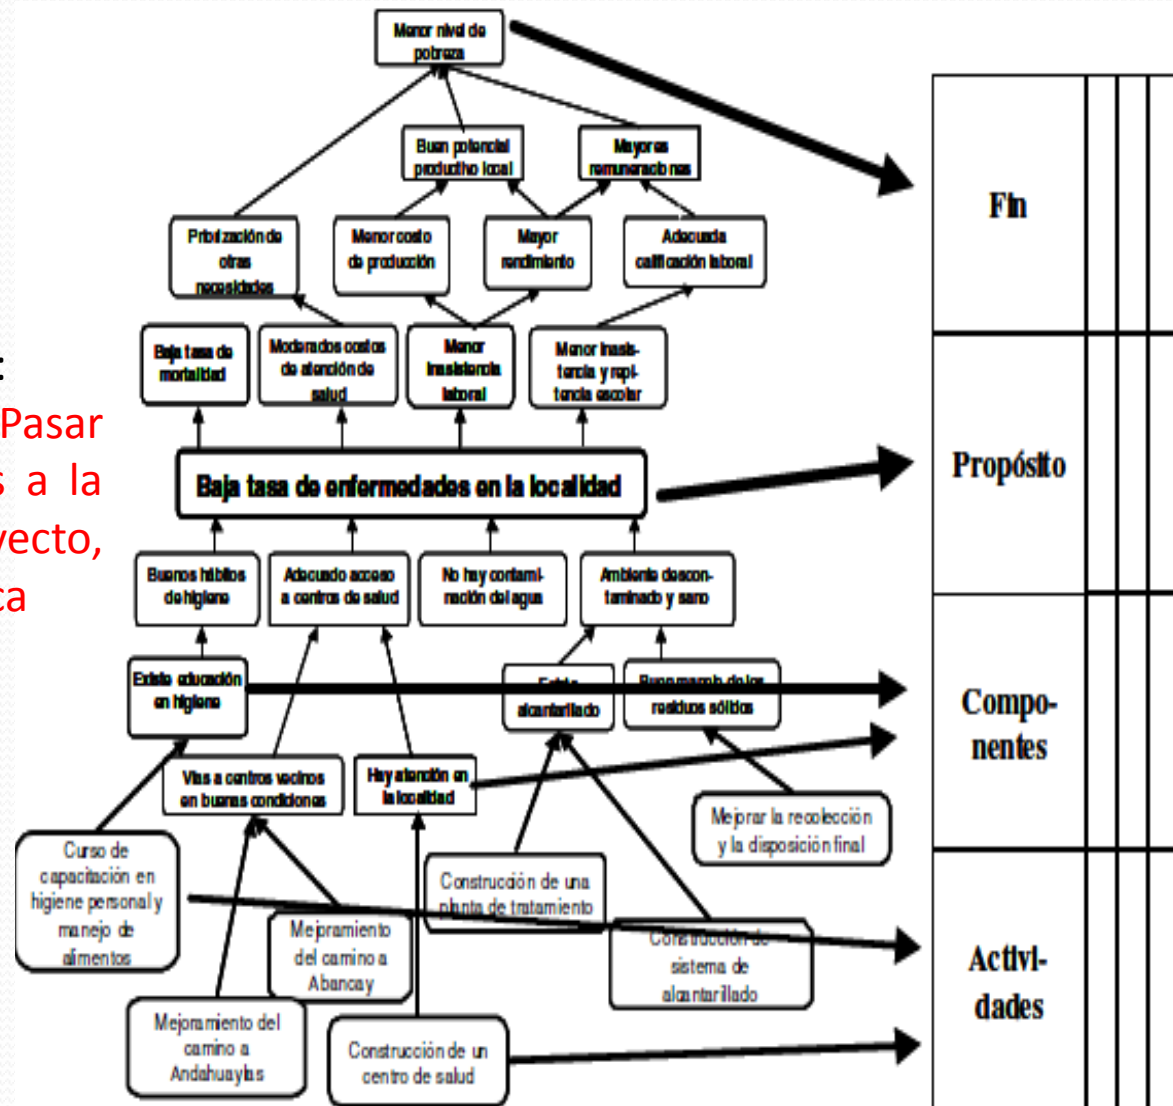 Menor nivel de
pobreza
Buen potencial
productivo local
Mayores
remuneraciones
Priorización de
otras
necesidades
Menor costo
de producción
Mayor
rendimiento
Adecuada
calificación laboral
Baja tasa de
mortalidad
Moderados costos
de atención de
salud
Menor
inasistencia
laboral
Menor inasis-
tencia y repi-
tencia escolar
:
Pasar
s a la
yecto,
ca
Baja tasa de enfermedades en la localidad
Buenos hábitos
de higiene
Adecuado acceso
a centros de salud
No hay contami-
nación del agua
Ambiente descon-
taminado y sano
Existe educación
en higiene
Existe
alcantarillado
Buen manejo de los
residuos sólidos
Vías a centros vecinos
en buenas condiciones
Hay atención en
la localidad
Mejorar la recolección
y la disposición final
Curso de
capacitación en
higiene personal y
manejo de
alimentos
Construcción de una
planta de tratamiento
Mejoramiento
del camino a
Abancay
Construcción de
sistema de
alcantarillado
Mejoramiento del
camino a
Andahuaylas
Construcción de un
centro de salud
Fin
Propósito
Compo-
nentes
Activi-
dades